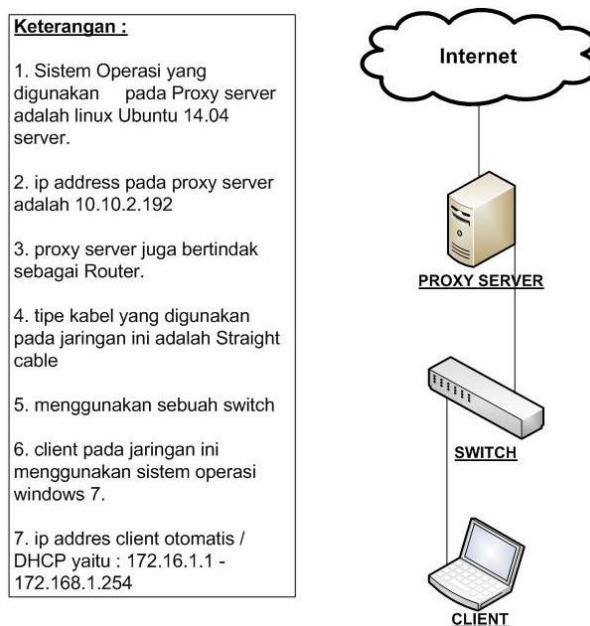 Keterangan :
1. Sistem Operasi yang
digunakan pada Proxy server
adalah linux Ubuntu 14.04
server.
2. ip address pada proxy server
adalah 10.10.2.192
3. proxy server juga bertindak
sebagai Router.
4. tipe kabel yang digunakan
pada jaringan ini adalah Straight
cable
5. menggunakan sebuah switch
6. client pada jaringan ini
menggunakan sistem operasi
windows 7.
7. ip addres client otomatis /
DHCP yaitu : 172.16.1.1 -
172.168.1.254
Internet
PROXY SERVER
SWITCH
CLIENT